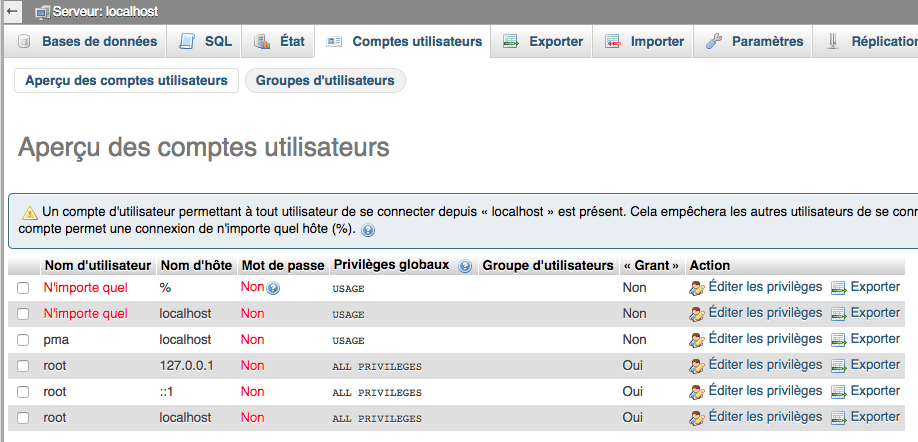 Serveur: localhost
Bases de données SQL État Comptes utilisateurs Exporter Importer Paramètres Réplication
Aperçu des comptes utilisateurs Groupes d'utilisateurs
Aperçu des comptes utilisateurs
Un compte d'utilisateur permettant à tout utilisateur de se connecter depuis « localhost » est présent. Cela empêchera les autres utilisateurs de se conn
compte permet une connexion de n'importe quel hôte (%).
Nom d'utilisateur Nom d'hôte Mot de passe Privilèges globaux Groupe d'utilisateurs « Grant » Action
N'importe quel % Non USAGE Non Éditer les privilèges Exporter
N'importe quel localhost Non USAGE Non Éditer les privilèges Exporter
pma localhost Non USAGE Non Éditer les privilèges Exporter
root 127.0.0.1 Non ALL PRIVILEGES Oui Éditer les privilèges Exporter
root ::1 Non ALL PRIVILEGES Oui Éditer les privilèges Exporter
root localhost Non ALL PRIVILEGES Oui Éditer les privilèges Exporter